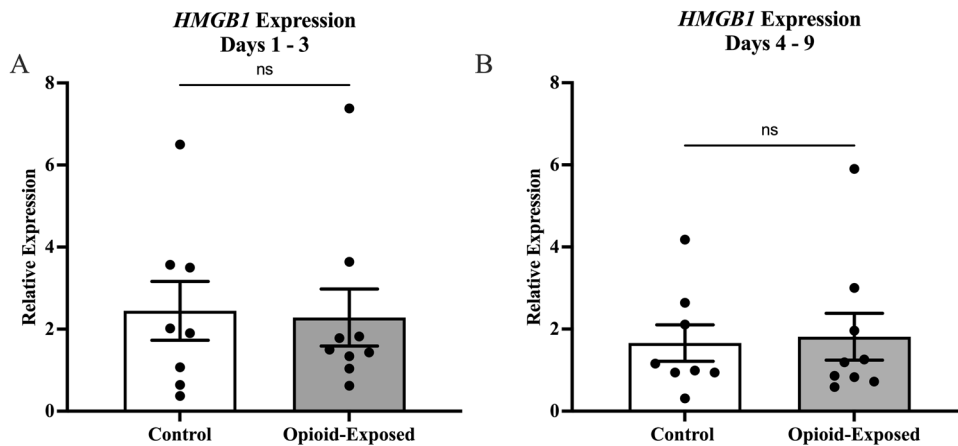 HMGB1 Expression
Days 1 - 3
A
ns
8
6
4
2
0
Relative Expression
Control
Opioid-Exposed
HMGB1 Expression
Days 4 - 9
B
ns
8
6
4
2
0
Relative Expression
Control
Opioid-Exposed